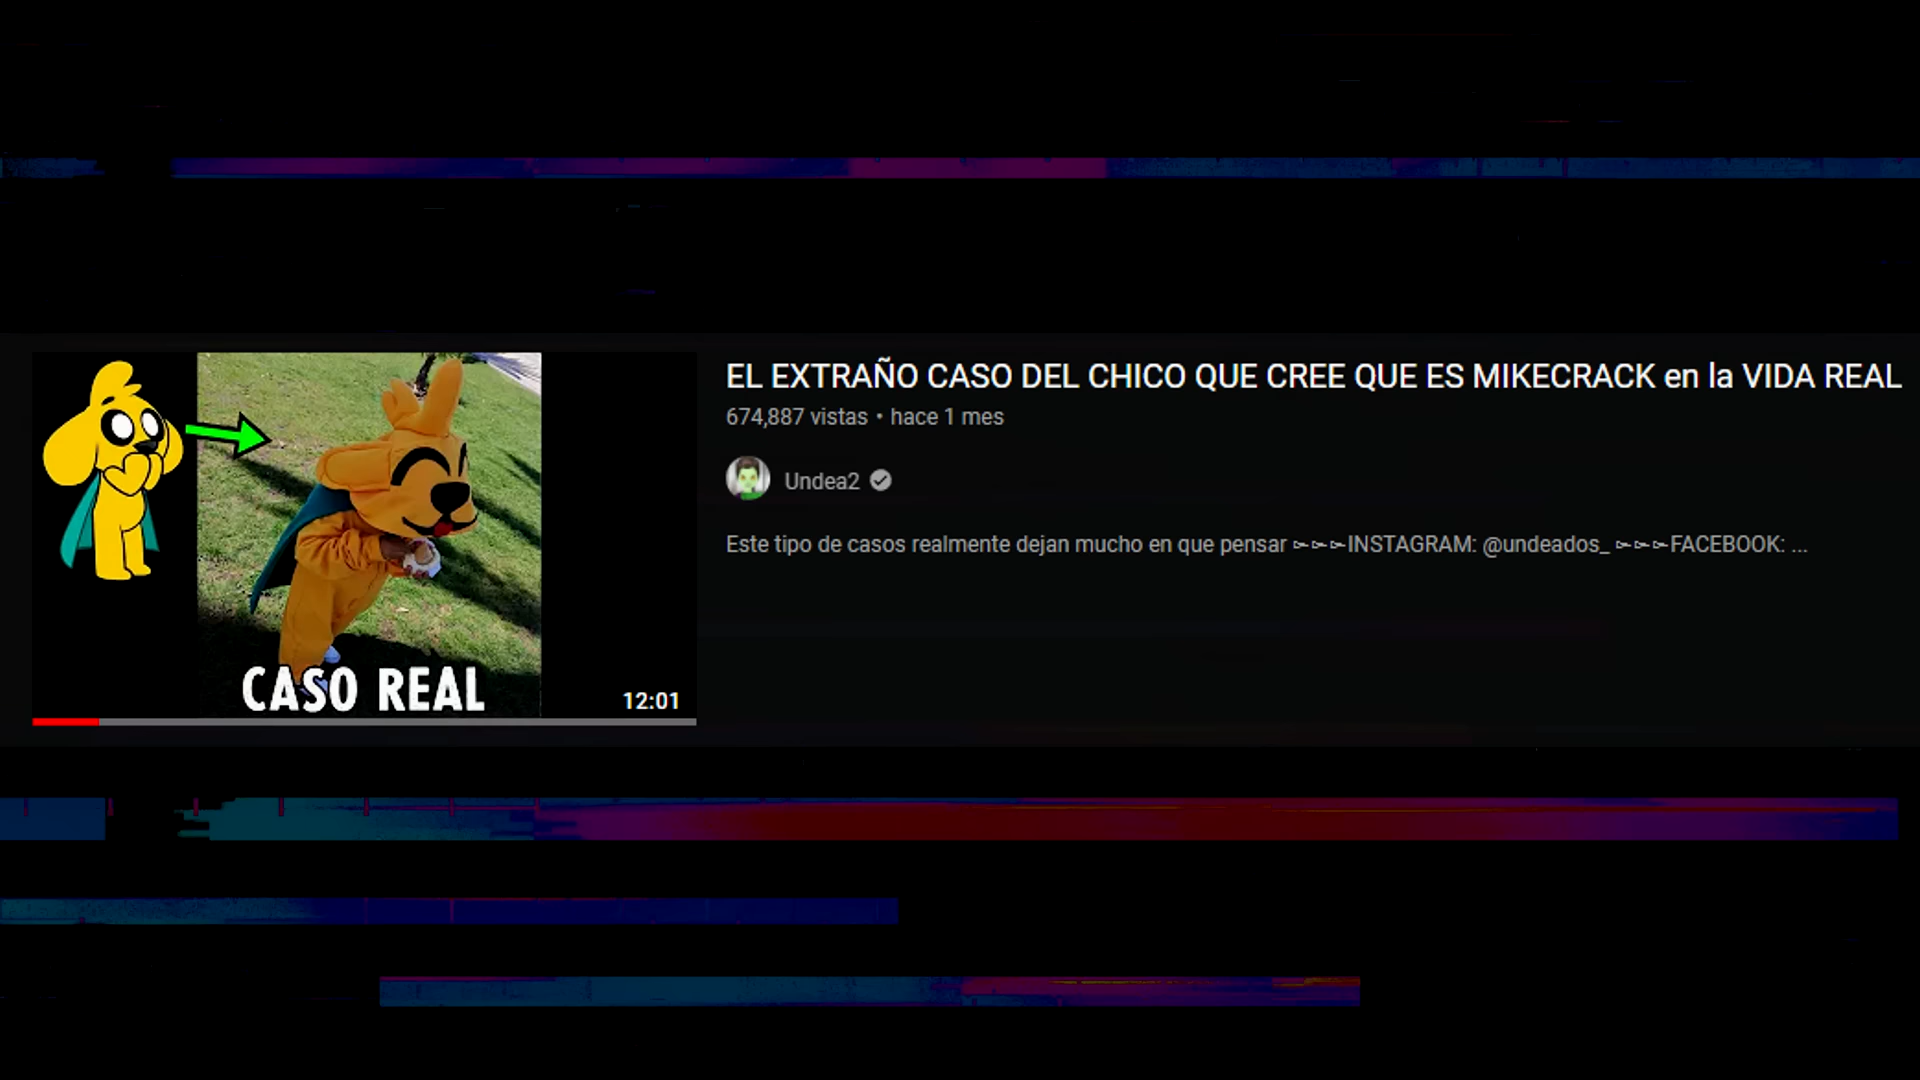 EL EXTRAÑO CASO DEL CHICO QUE CREE QUE ES MIKECRACK en la VIDA REAL
674,887 vistas • hace 1 mes
Undea2
Este tipo de casos realmente dejan mucho en que pensar ➳➳➳INSTAGRAM: @undeados_ ➳➳➳FACEBOOK: ...
CASO REAL
12:01